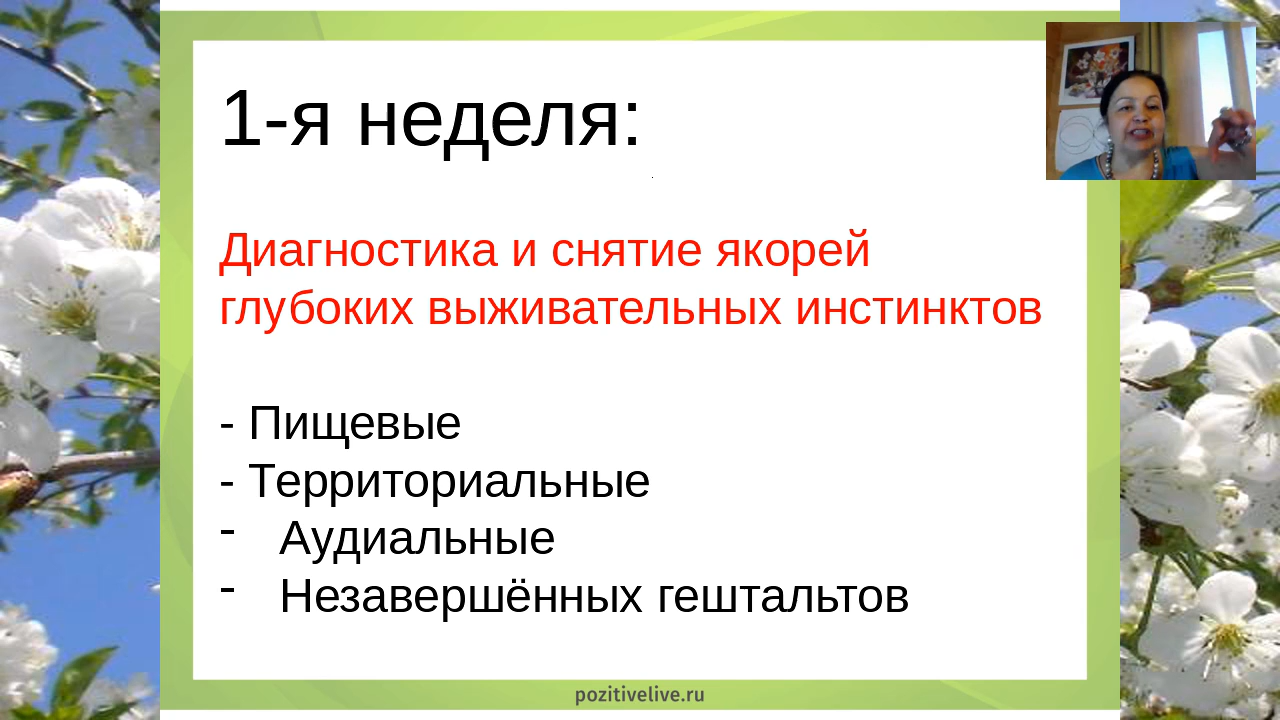 1-я неделя:
Диагностика и снятие якорей
глубоких выживательных инстинктов
- Пищевые
- Территориальные
- Аудиальные
- Незавершённых гештальтов
pozitivelive.ru